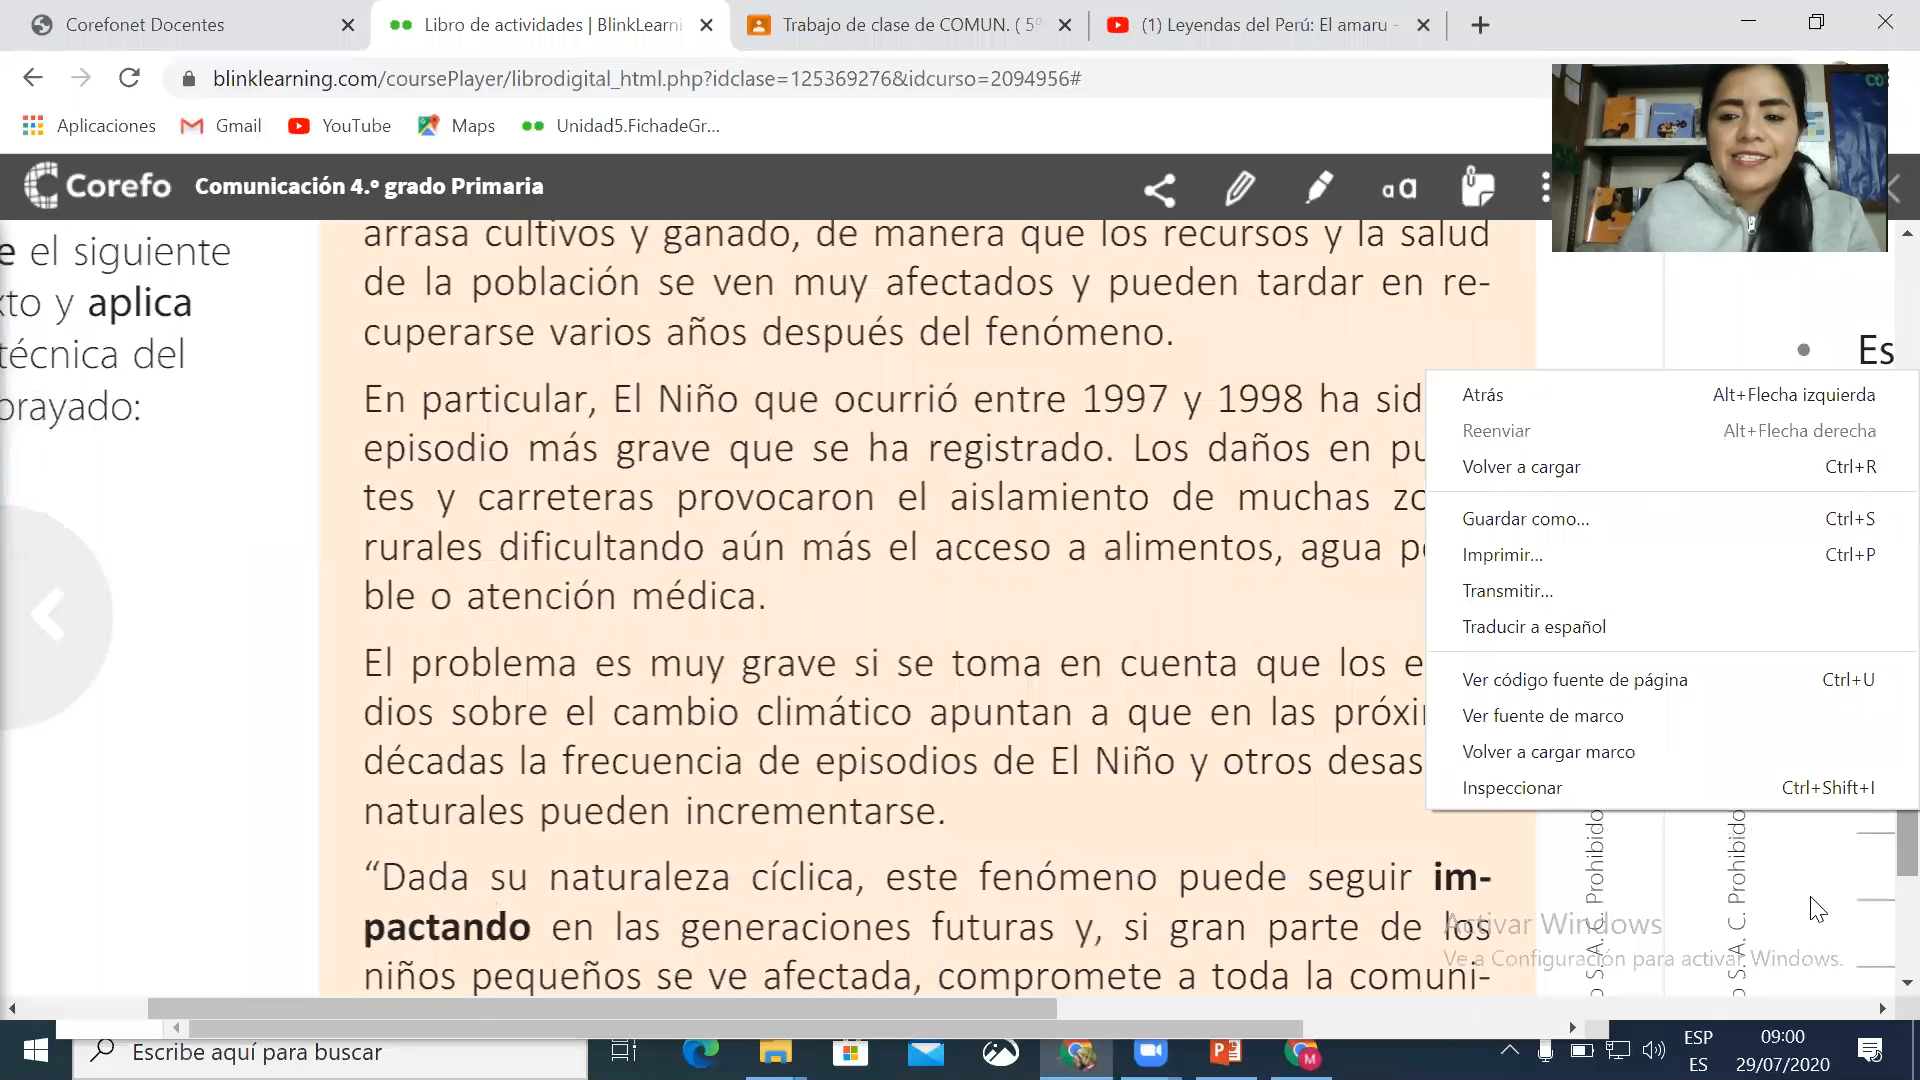 Corefonet Docentes
Libro de actividades | BlinkLearni
Trabajo de clase de COMUN. ( 5º
(1) Leyendas del Perú: El amaru -
blinklearning.com/coursePlayer/librodigital_html.php?idclase=125369276&idcurso=2094956#
Aplicaciones
Gmail
YouTube
Maps
Unidad5.FichadeGr...
Corefo
Comunicación 4.º grado Primaria
a a
e el siguiente
xto y aplica
técnica del
brayado:
arrasa cultivos y ganado, de manera que los recursos y la salud
de la población se ven muy afectados y pueden tardar en re-
cuperarse varios años después del fenómeno.
En particular, El Niño que ocurrió entre 1997 y 1998 ha sid
episodio más grave que se ha registrado. Los daños en pu
tes y carreteras provocaron el aislamiento de muchas zo
rurales dificultando aún más el acceso a alimentos, agua po
ble o atención médica.
El problema es muy grave si se toma en cuenta que los e
dios sobre el cambio climático apuntan a que en las próxi
décadas la frecuencia de episodios de El Niño y otros desas
naturales pueden incrementarse.
“Dada su naturaleza cíclica, este fenómeno puede seguir im-
pactando en las generaciones futuras y, si gran parte de los
niños pequeños se ve afectada, compromete a toda la comuni-
• Es
Atrás Alt+Flecha izquierda
Reenviar Alt+Flecha derecha
Volver a cargar Ctrl+R
Guardar como... Ctrl+S
Imprimir... Ctrl+P
Transmitir...
Traducir a español
Ver código fuente de página Ctrl+U
Ver fuente de marco
Volver a cargar marco
Inspeccionar Ctrl+Shift+I
o S.A. C. Prohibido
o S.A. C. Prohibido
Activar Windows
Ve a Configuración para activar Windows.
Escribe aquí para buscar
ESP
ES
09:00
29/07/2020